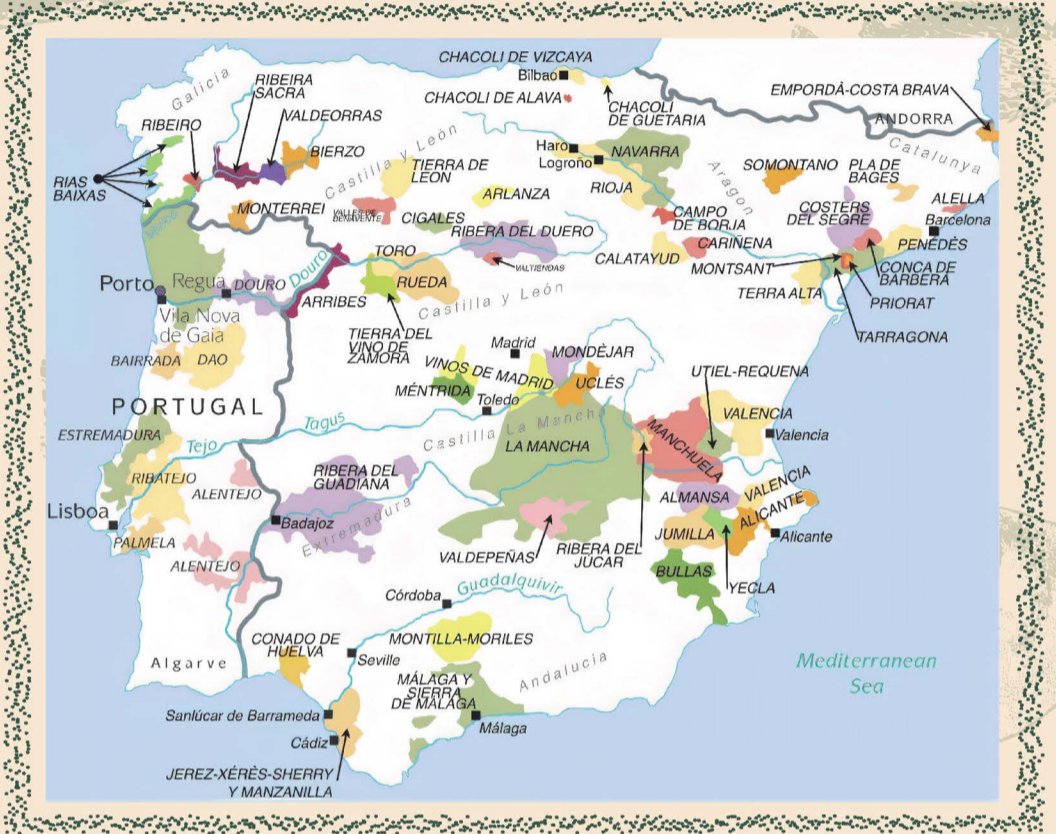 CHACOLI DE VIZCAYA
Bilbao
CHACOLI DE ALAVA
CHACOLÍ
DE GUETARIA
EMPORDÀ-COSTA BRAVA
ANDORRA
Catalunya
Galicia
RIBEIRA
SACRA
VALDEORRAS
RIBEIRO
BIERZO
RIAS
BAIXAS
MONTERREI
Castilla y León
TIERRA DE
LEON
VALLES DE
BENAVENTE
CIGALES
ARLANZA
RIBERA DEL DUERO
VALTIENDAS
Haro
Logroño
NAVARRA
RIOJA
Aragon
CAMPO
DE BORJA
CARIÑENA
CALATAYUD
SOMONTANO
PLA DE
BAGES
COSTERS
DEL SEGRE
ALELLA
Barcelona
PENEDÈS
CONCA DE
BARBERÀ
PRIORAT
TARRAGONA
MONTSANT
TERRA ALTA
Porto
Regua
DOURO
Douro
Vila Nova
de Gaia
ARRIBES
TORO
RUEDA
Castilla y León
TIERRA DEL
VINO DE
ZAMORA
BAIRRADA
DAO
PORTUGAL
Madrid
VINOS DE MADRID
MONDÉJAR
MÉNTRIDA
Toledo
UCLÉS
Castilla La Mancha
LA MANCHA
UTIEL-REQUENA
VALENCIA
Valencia
MANCHUELA
ESTREMADURA
Tejo
Tagus
RIBATEJO
ALENTEJO
Lisboa
PALMELA
ALENTEJO
RIBERA DEL
GUADIANA
Badajoz
Extremadura
VALDEPEÑAS
RIBERA DEL
JÚCAR
ALMANSA
VALENCIA
ALICANTE
Alicante
JUMILLA
YECLA
BULLAS
Córdoba
Guadalquivir
CONADO DE
HUELVA
Seville
MONTILLA-MORILES
Algarve
MÁLAGA Y
SIERRA
DE MÁLAGA
Andalucia
Málaga
Sanlúcar de Barrameda
Cádiz
JEREZ-XÉRÈS-SHERRY
Y MANZANILLA
Mediterranean
Sea